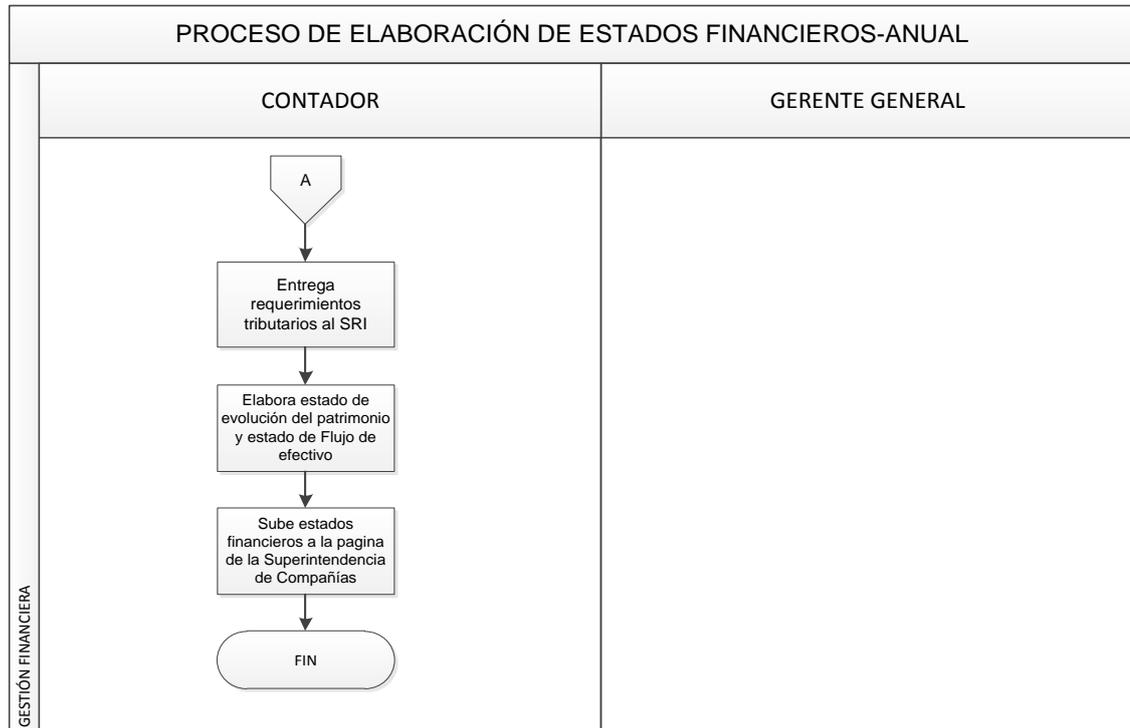 PROCESO DE ELABORACIÓN DE ESTADOS FINANCIEROS-ANUAL
CONTADOR
GERENTE GENERAL
A
Entrega
requerimientos
tributarios al SRI
Elabora estado de
evolución del patrimonio
y estado de Flujo de
efectivo
Sube estados
financieros a la pagina
de la Superintendencia
de Compañías
FIN
GESTIÓN FINANCIERA